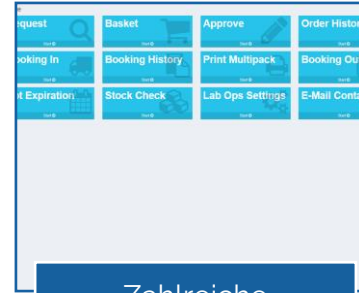 equest Basket Approve Order Histor
ooking In Booking History Print Multipack Booking Ou
t Expiration Stock Check Lab Ops Settings E-Mail Conta
Zahlreiche